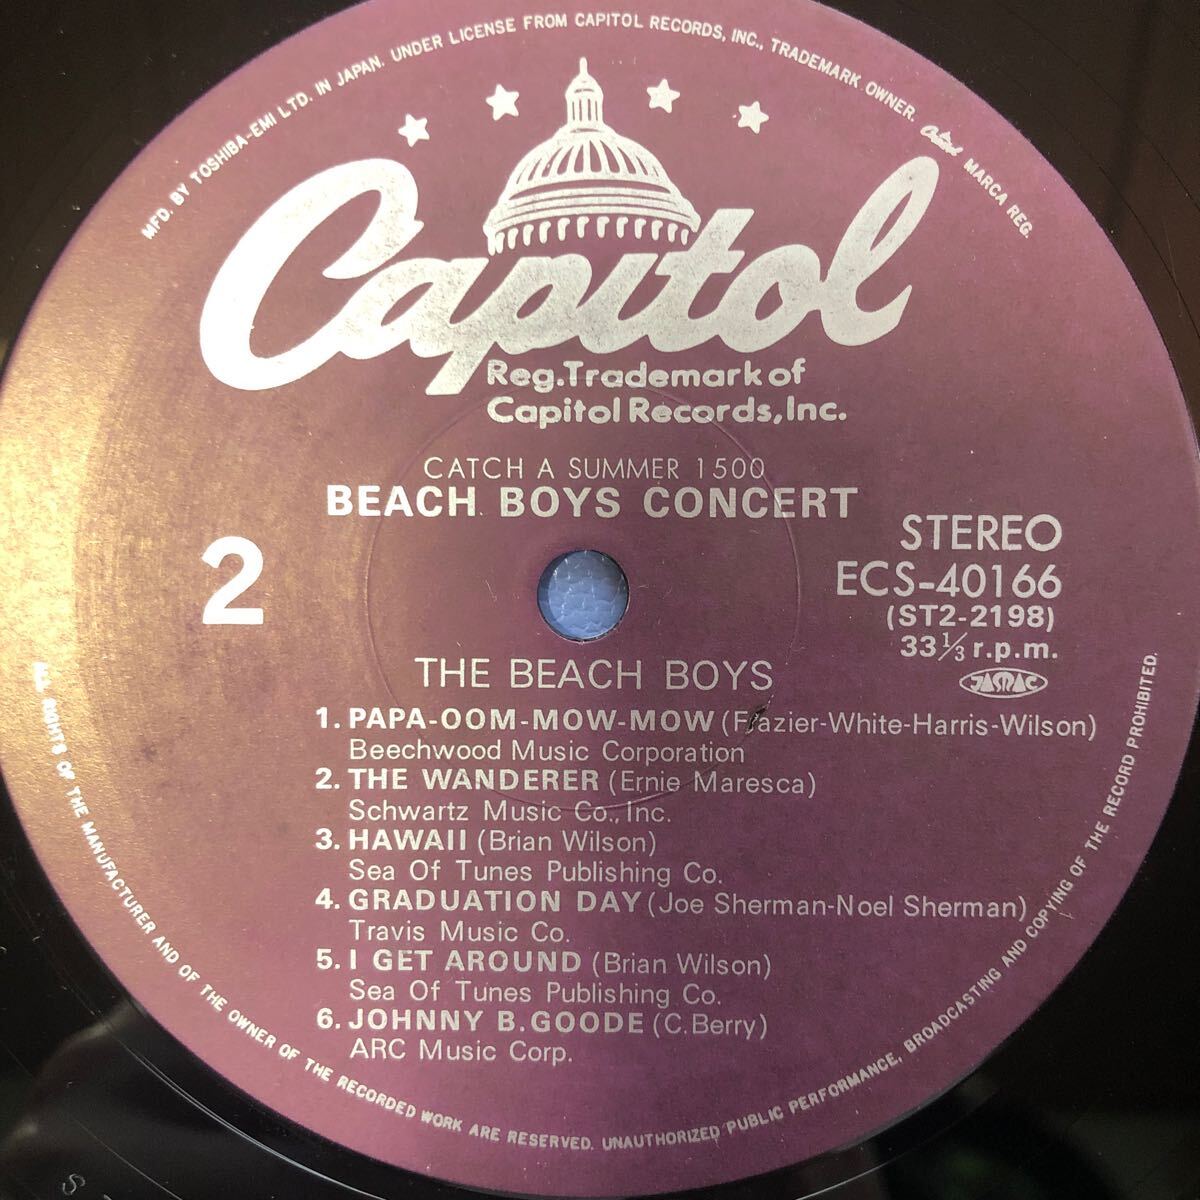 MFD. BY TOSHIBA-EMI LTD. IN JAPAN. UNDER LICENSE FROM CAPITOL RECORDS, INC., TRADEMARK OWNER. Capitol MARCA REG.
Capitol
Reg.Trademark of
Capitol Records, Inc.
CATCH A SUMMER 1500
BEACH BOYS CONCERT
2
STEREO
ECS-40166
(ST2-2198)
33 1/3 r.p.m.
JASRAC
THE BEACH BOYS
1. PAPA-OOM-MOW-MOW (Frazier-White-Harris-Wilson)
Beechwood Music Corporation
2. THE WANDERER (Ernie Maresca)
Schwartz Music Co., Inc.
3. HAWAII (Brian Wilson)
Sea Of Tunes Publishing Co.
4. GRADUATION DAY (Joe Sherman-Noel Sherman)
Travis Music Co.
5. I GET AROUND (Brian Wilson)
Sea Of Tunes Publishing Co.
6. JOHNNY B. GOODE (C. Berry)
ARC Music Corp.
ALL RIGHTS OF THE MANUFACTURER AND OF THE OWNER OF THE RECORDED WORK ARE RESERVED. UNAUTHORIZED PUBLIC PERFORMANCE, BROADCASTING AND COPYING OF THE RECORD PROHIBITED.